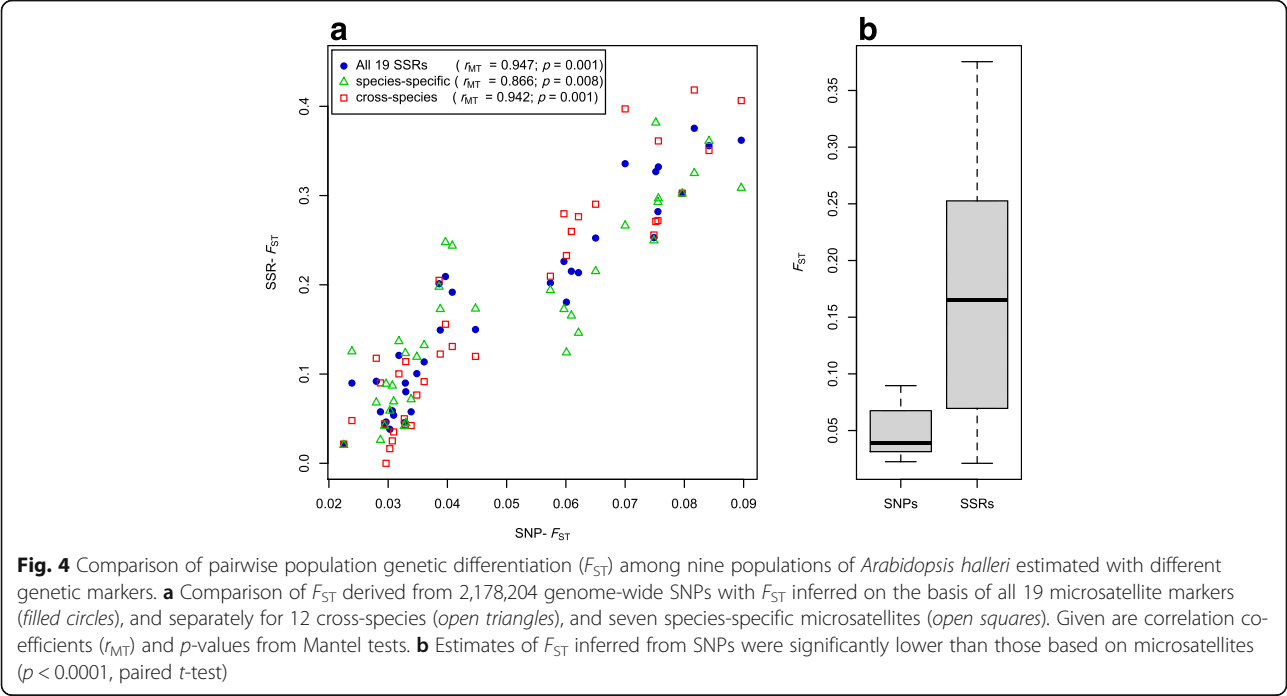 a
All 19 SSRs ( rMT = 0.947; p = 0.001)
species-specific ( rMT = 0.866; p = 0.008)
cross-species ( rMT = 0.942; p = 0.001)
SSR- FST
0.4
0.3
0.2
0.1
0.0
0.02 0.03 0.04 0.05 0.06 0.07 0.08 0.09
SNP- FST
b
FST
0.35
0.30
0.25
0.20
0.15
0.10
0.05
SNPs SSRs
Fig. 4 Comparison of pairwise population genetic differentiation (FST) among nine populations of Arabidopsis halleri estimated with different
genetic markers. a Comparison of FST derived from 2,178,204 genome-wide SNPs with FST inferred on the basis of all 19 microsatellite markers
(filled circles), and separately for 12 cross-species (open triangles), and seven species-specific microsatellites (open squares). Given are correlation co-
efficients (rMT) and p-values from Mantel tests. b Estimates of FST inferred from SNPs were significantly lower than those based on microsatellites
(p < 0.0001, paired t-test)